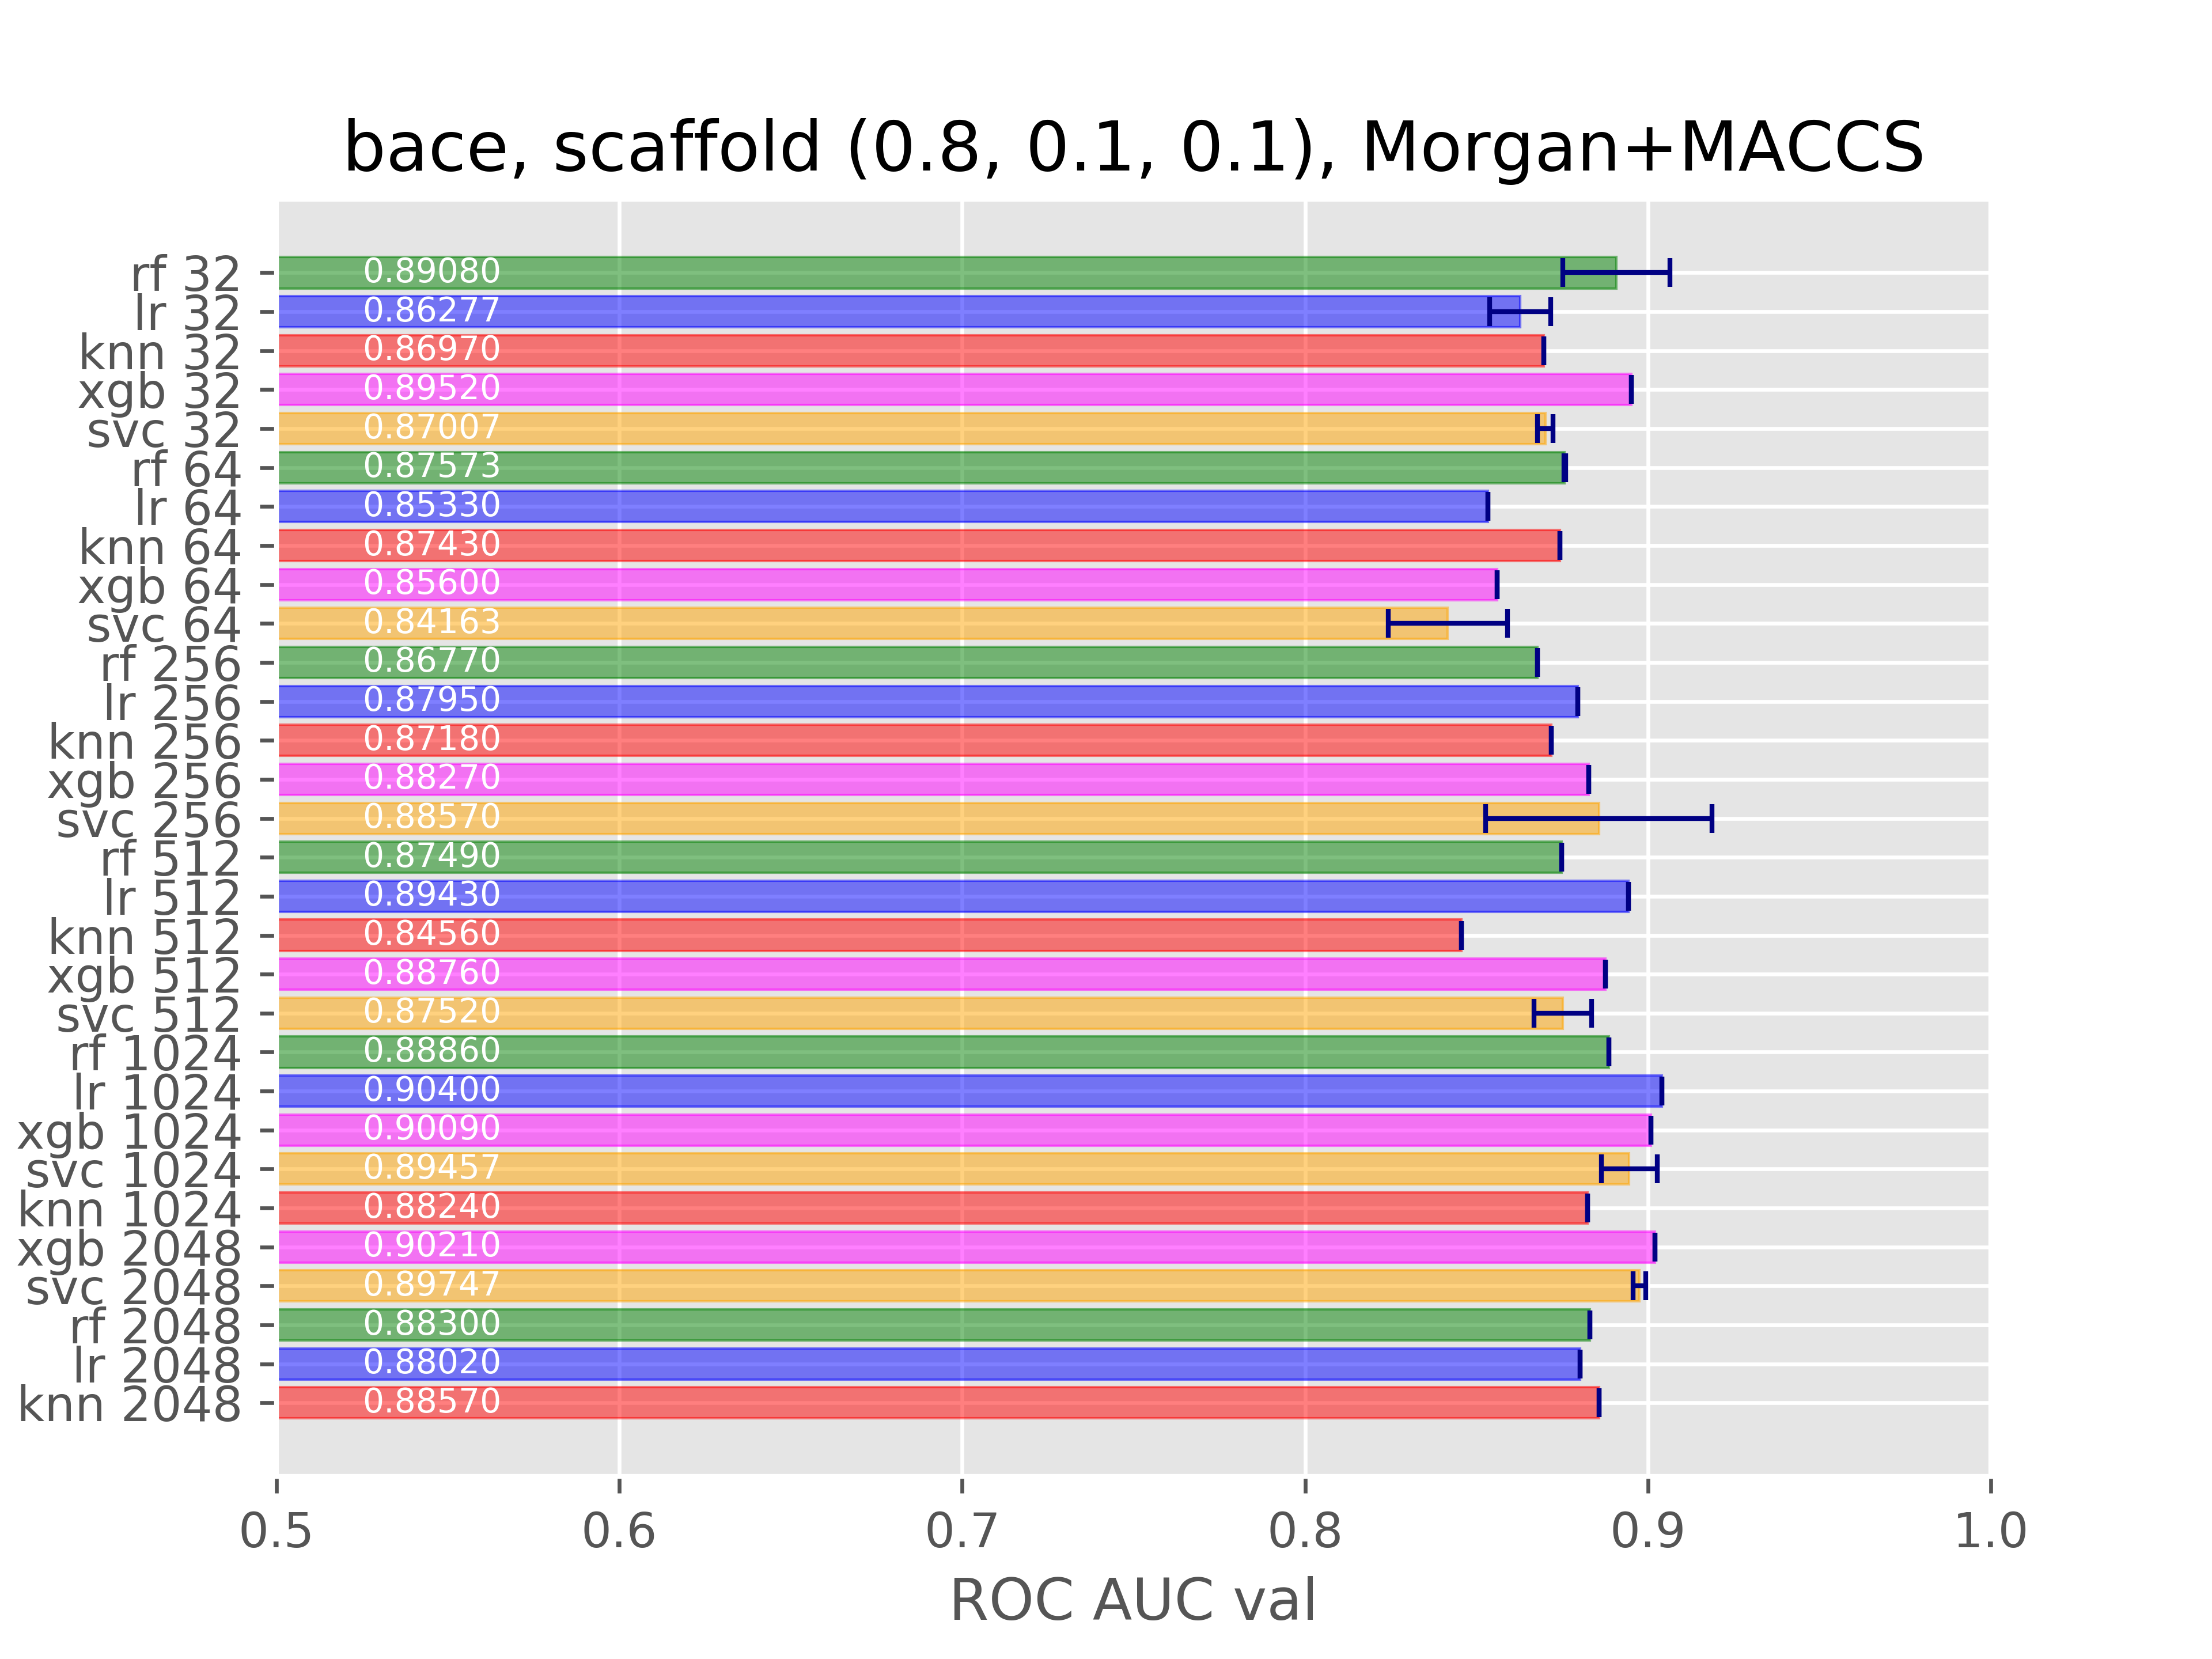 bace, scaffold (0.8, 0.1, 0.1), Morgan+MACCS
rf 32 0.89080
lr 32 0.86277
knn 32 0.86970
xgb 32 0.89520
svc 32 0.87007
rf 64 0.87573
lr 64 0.85330
knn 64 0.87430
xgb 64 0.85600
svc 64 0.84163
rf 256 0.86770
lr 256 0.87950
knn 256 0.87180
xgb 256 0.88270
svc 256 0.88570
rf 512 0.87490
lr 512 0.89430
knn 512 0.84560
xgb 512 0.88760
svc 512 0.87520
rf 1024 0.88860
lr 1024 0.90400
xgb 1024 0.90090
svc 1024 0.89457
knn 1024 0.88240
xgb 2048 0.90210
svc 2048 0.89747
rf 2048 0.88300
lr 2048 0.88020
knn 2048 0.88570
0.5 0.6 0.7 0.8 0.9 1.0
ROC AUC val